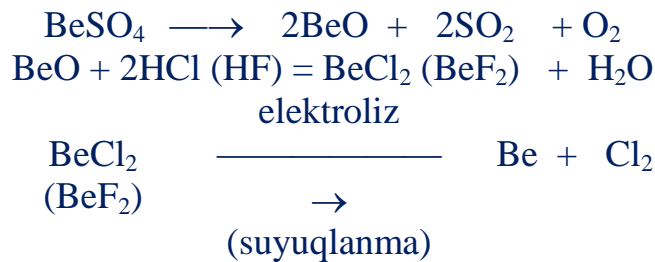 BeSO₄ ⟶ 2BeO + 2SO₂ + O₂
BeO + 2HCl (HF) = BeCl₂ (BeF₂) + H₂O
elektroliz
BeCl₂ ———————— Be + Cl₂
(BeF₂) →
(suyuqlanma)